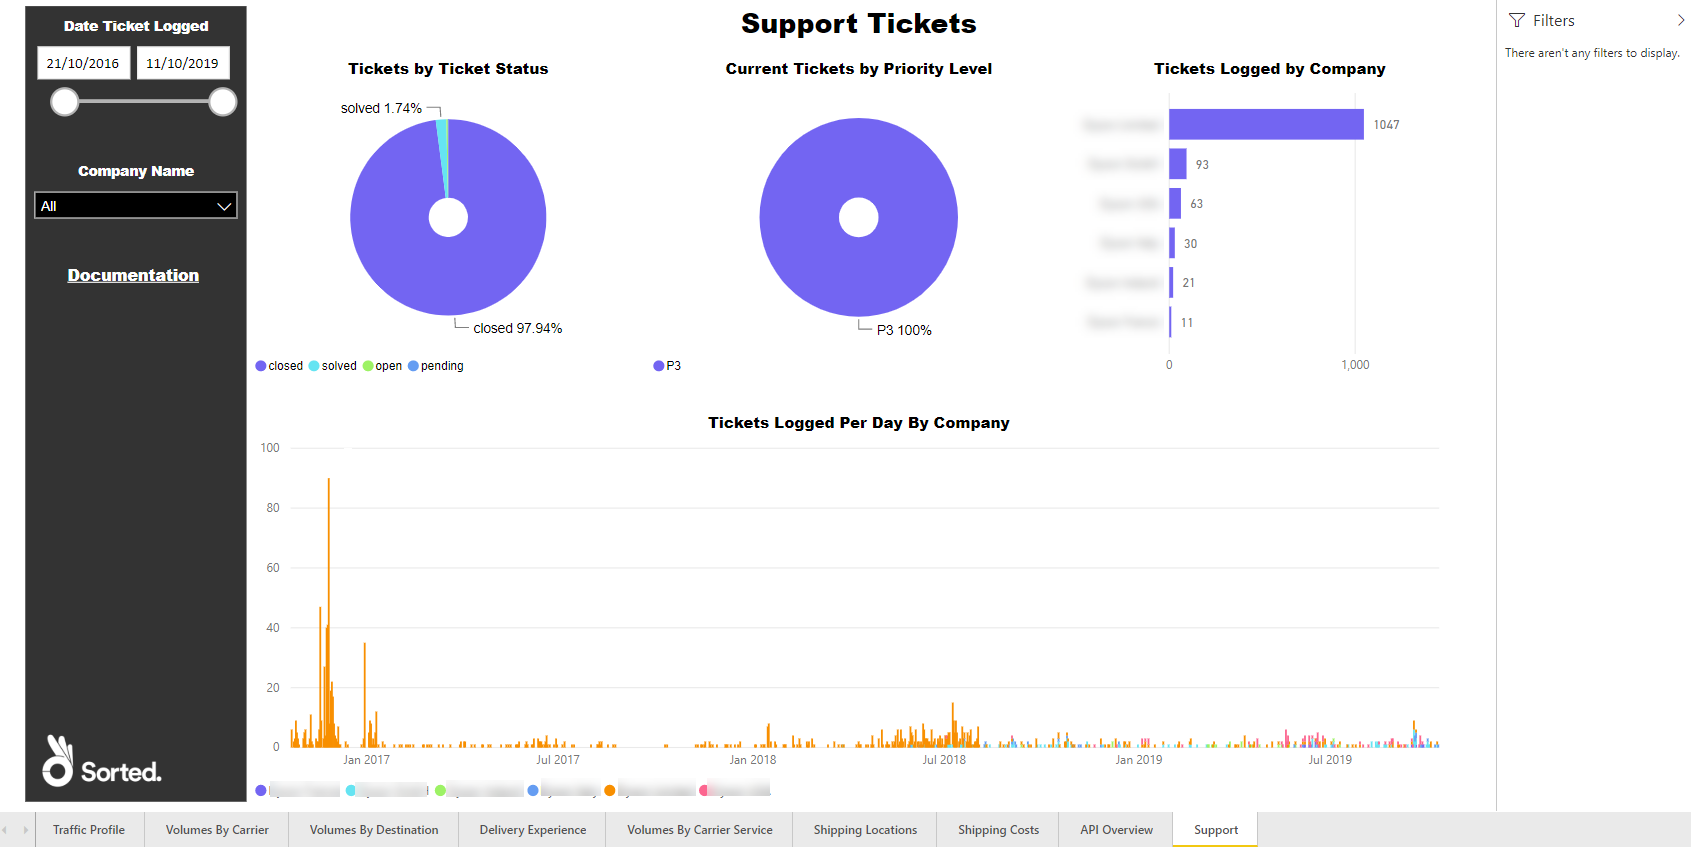 Support Tickets
Date Ticket Logged
21/10/2016
11/10/2019
Company Name
All
Documentation
Sorted.
Tickets by Ticket Status
solved 1.74%
closed 97.94%
closed
solved
open
pending
Current Tickets by Priority Level
P3 100%
P3
Tickets Logged by Company
1047
93
63
30
21
11
0
1,000
Tickets Logged Per Day By Company
100
80
60
40
20
0
Jan 2017
Jul 2017
Jan 2018
Jul 2018
Jan 2019
Jul 2019
Filters
There aren't any filters to display.
Traffic Profile
Volumes By Carrier
Volumes By Destination
Delivery Experience
Volumes By Carrier Service
Shipping Locations
Shipping Costs
API Overview
Support